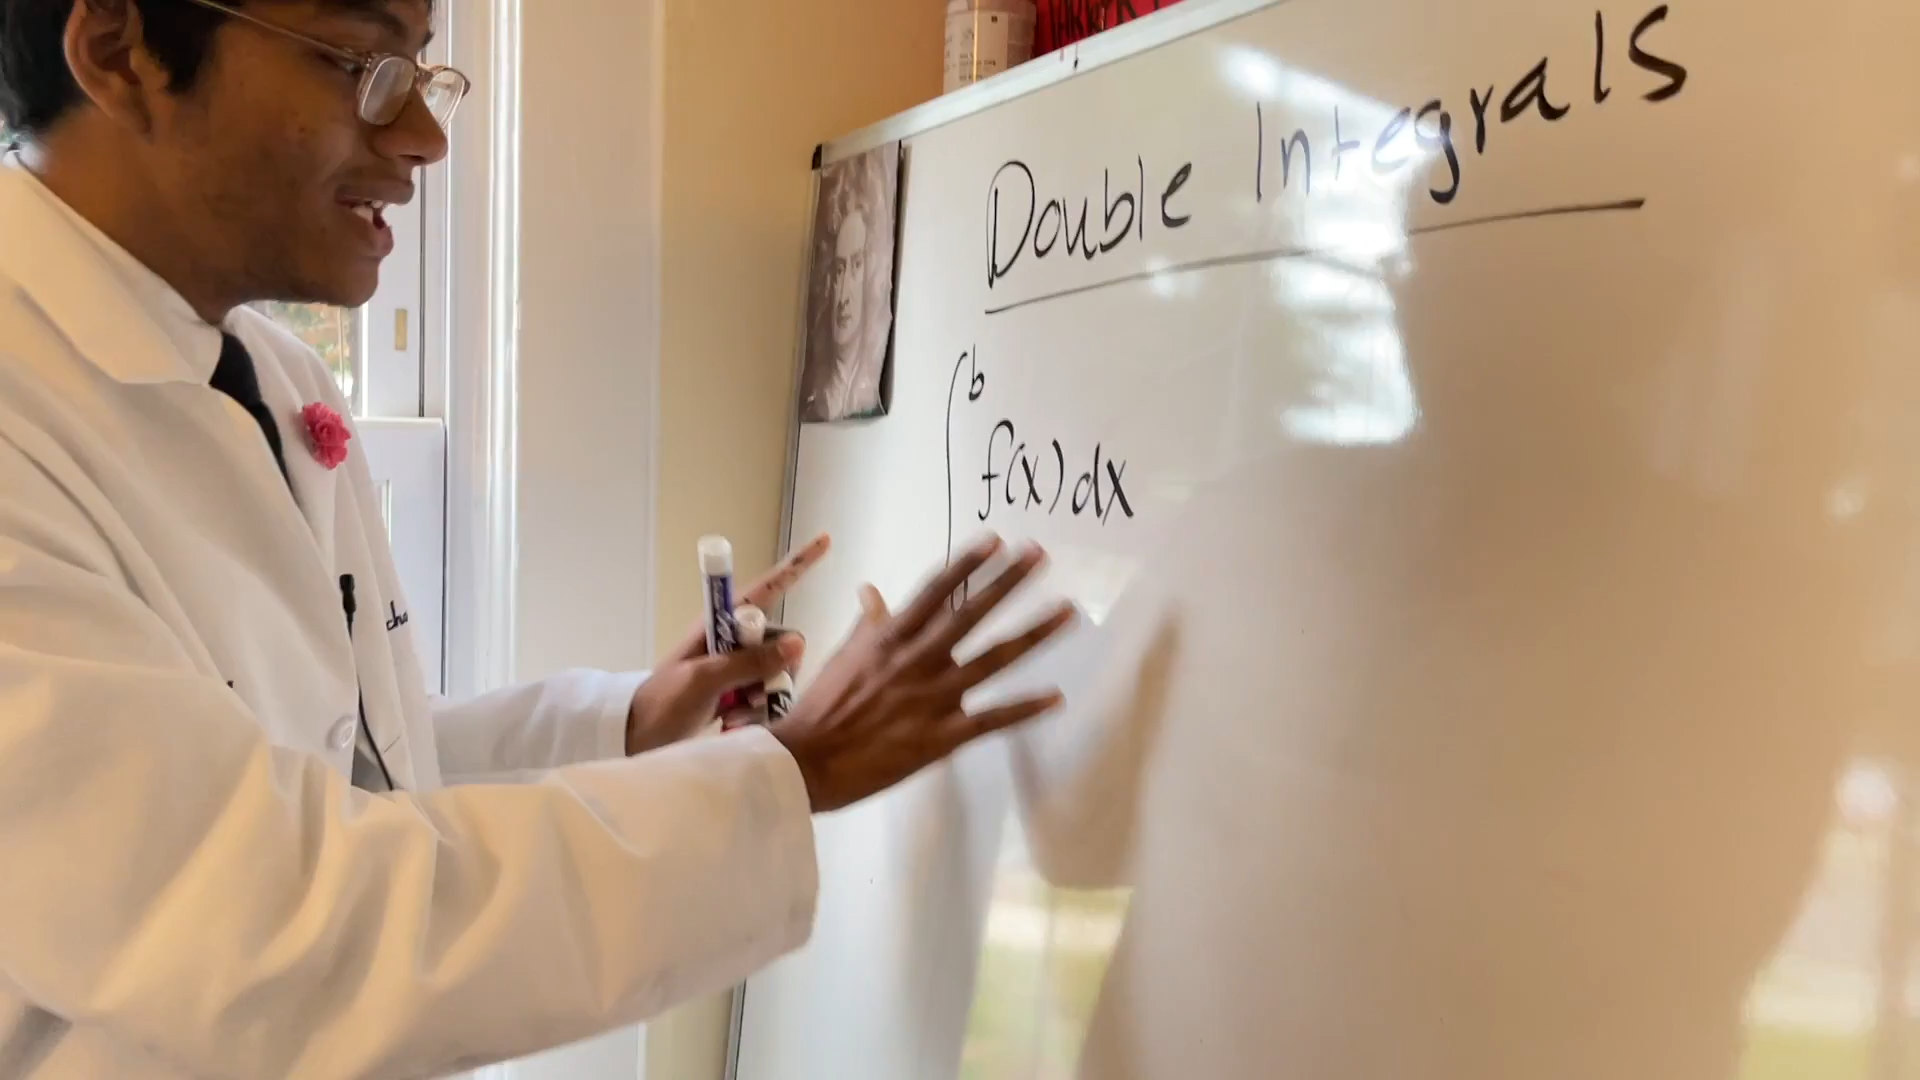 Double Integrals
b
∫ f(x) dx
a